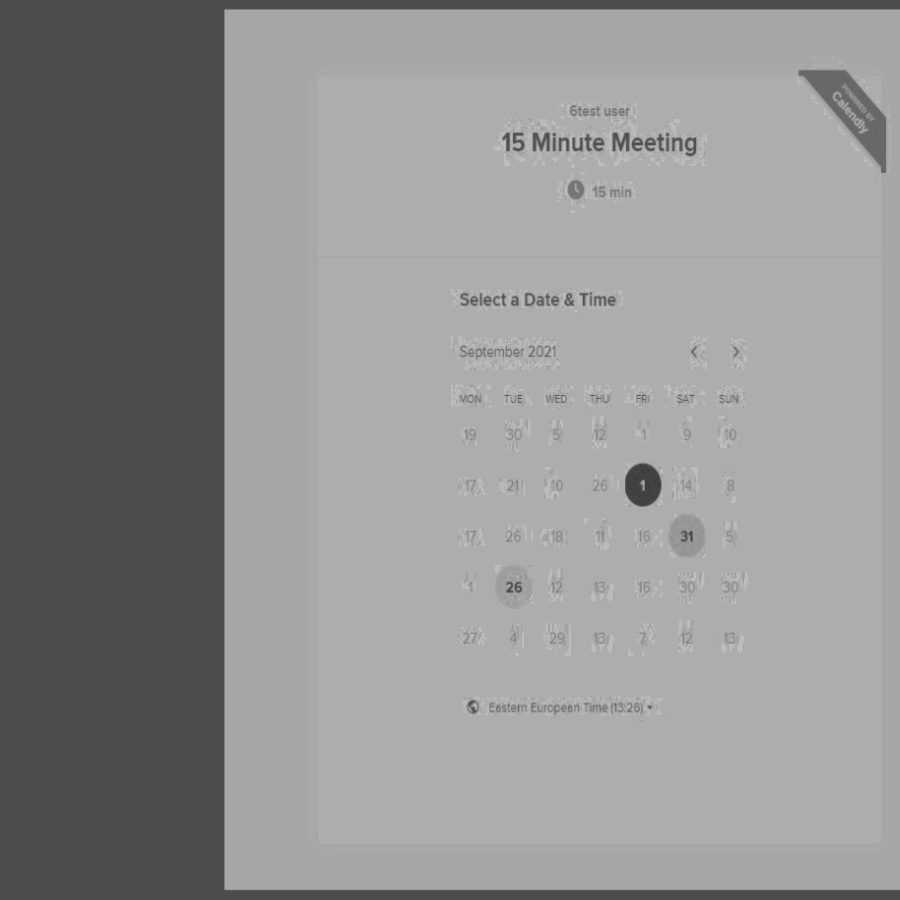 POWERED BY
Calendly
6test user
15 Minute Meeting
15 min
Select a Date & Time
September 2021
MON TUE WED THU FRI SAT SUN
19 30 5 12 1 9 10
17 21 10 26 1 14 8
17 26 18 11 16 31 5
1 26 12 13 16 30 30
27 4 29 13 7 12 13
Eastern European Time (13:26)